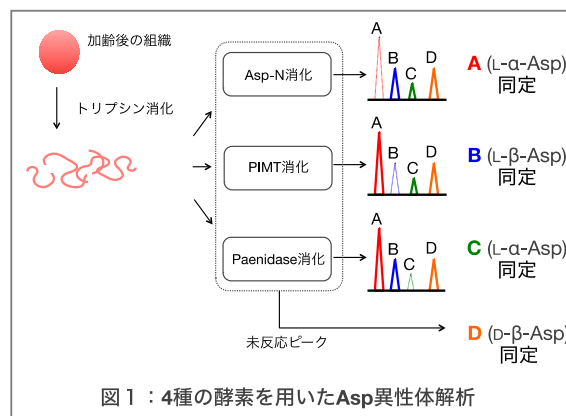 加齢後の組織
トリプシン消化
Asp-N消化
PIMT消化
Paenidase消化
A
B
C
D
A
B
C
D
A
B
C
D
A (L-α-Asp)
同定
B (L-β-Asp)
同定
C (L-α-Asp)
同定
未反応ピーク
D (D-β-Asp)
同定
図1：4種の酵素を用いたAsp異性体解析